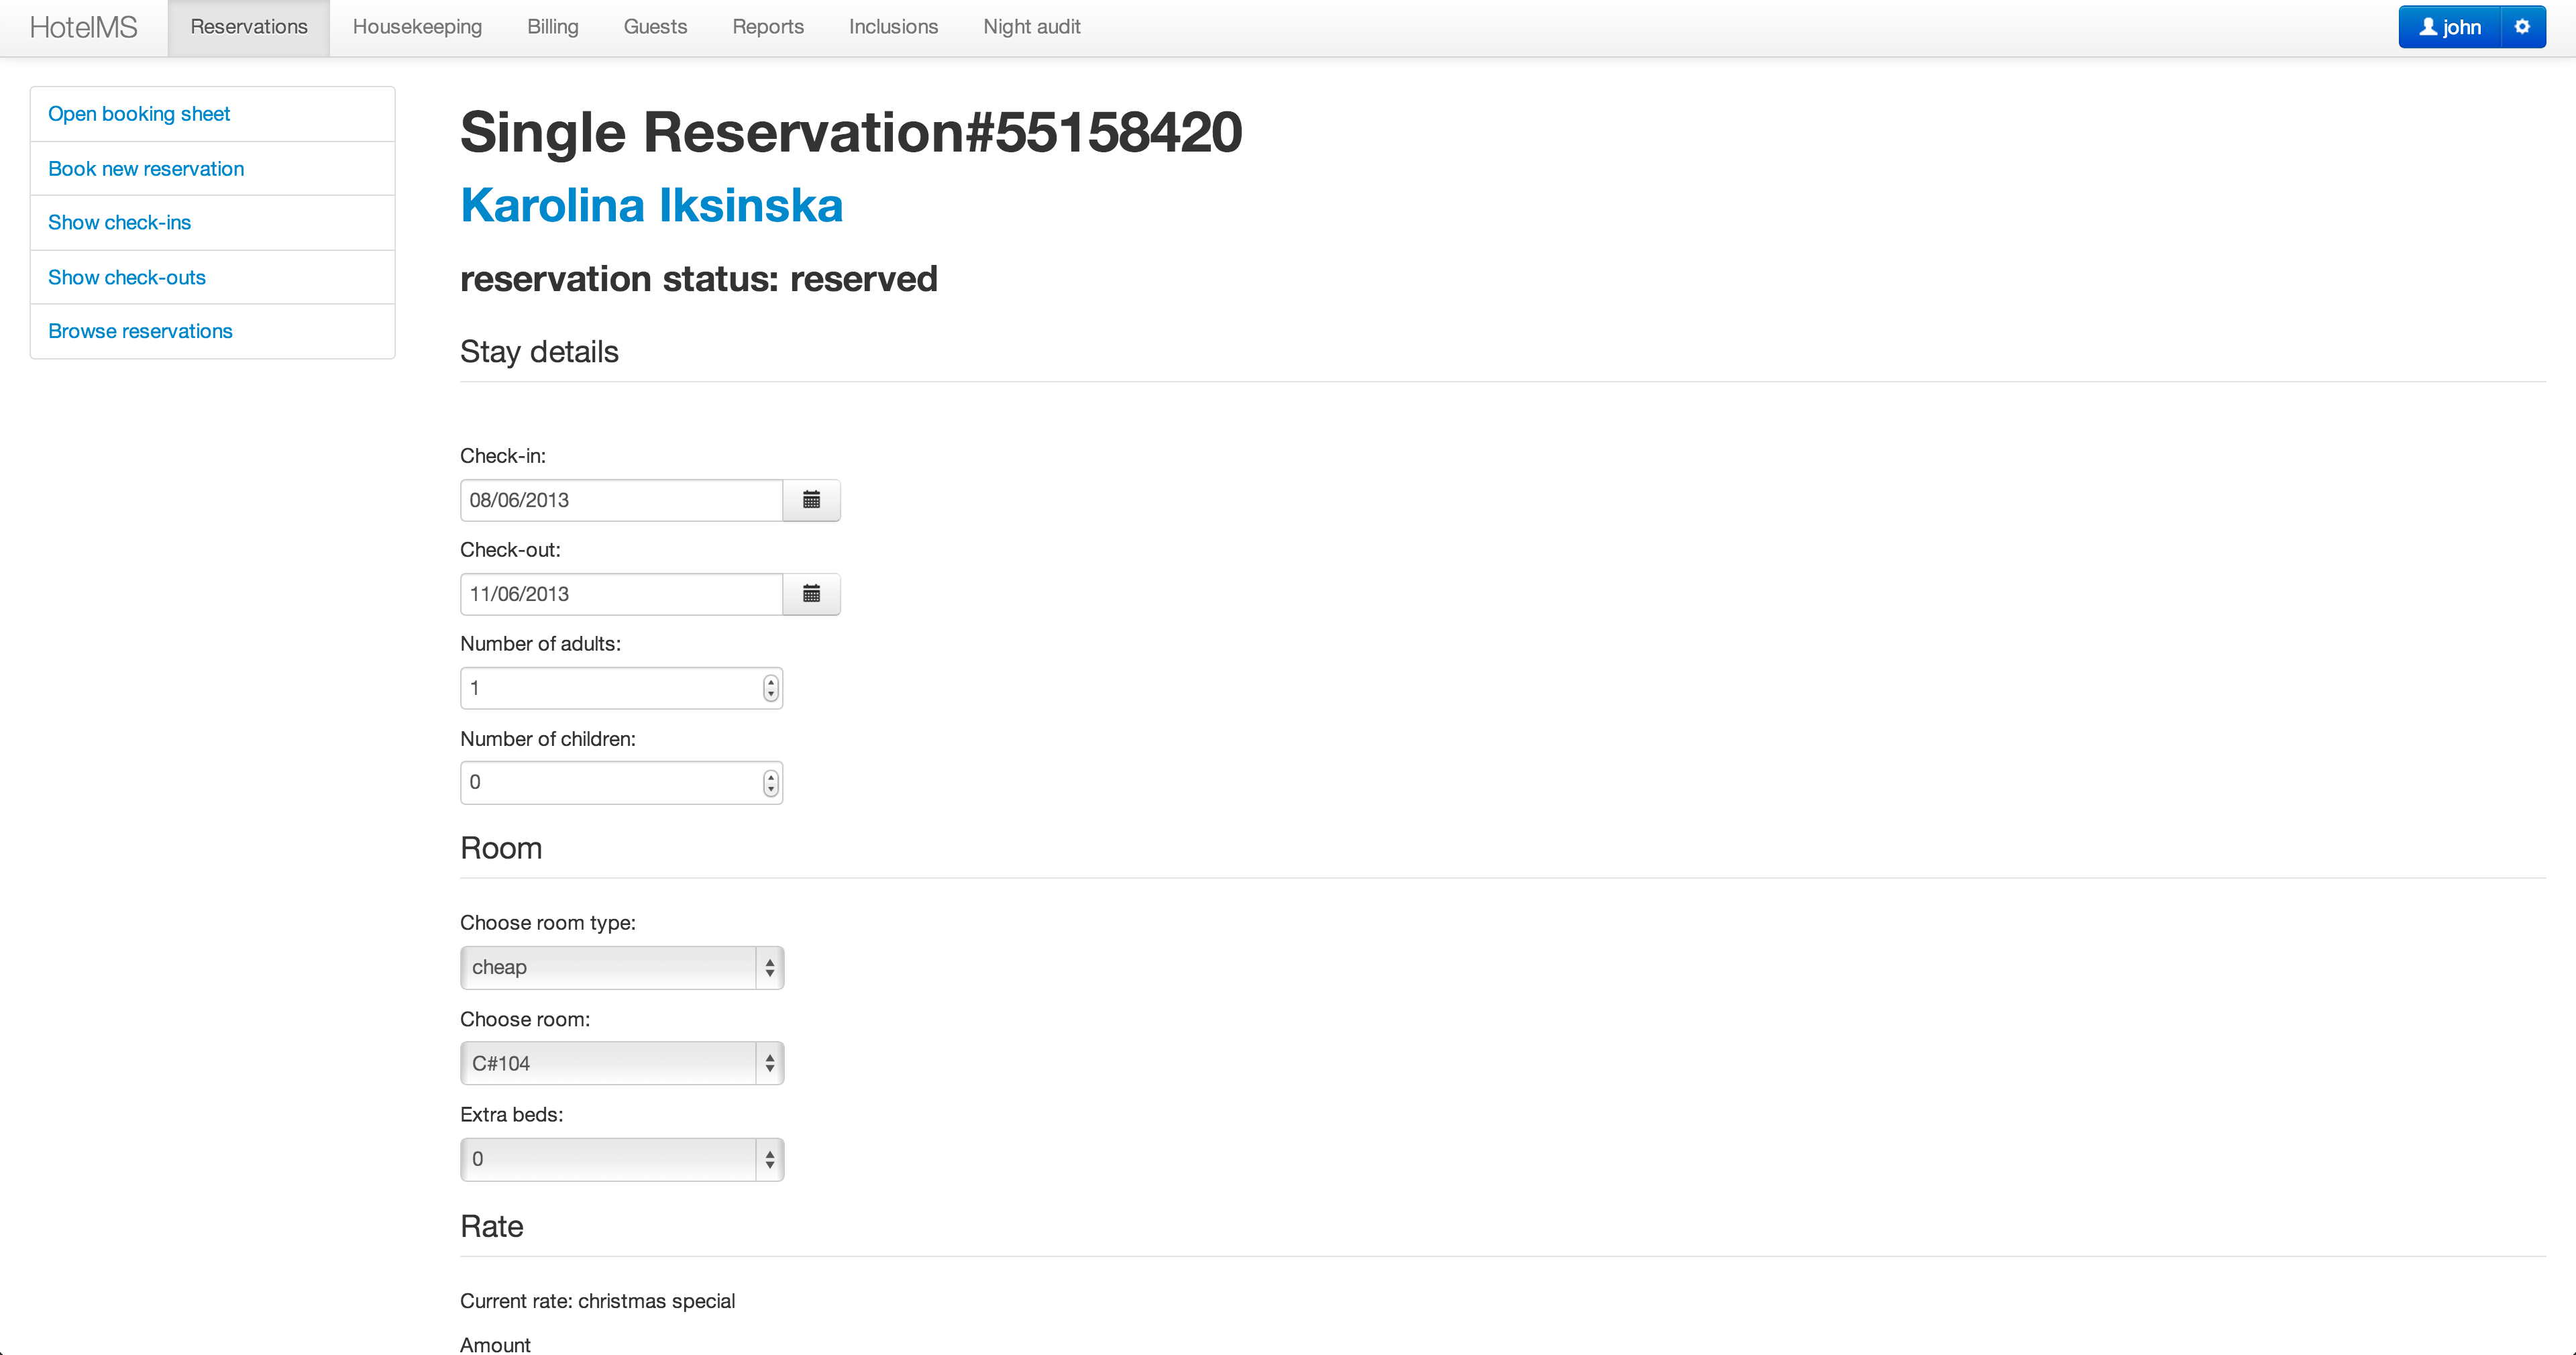 HotelMS Reservations Housekeeping Billing Guests Reports Inclusions Night audit john
Open booking sheet
Book new reservation
Show check-ins
Show check-outs
Browse reservations
Single Reservation#55158420
Karolina Iksinska
reservation status: reserved
Stay details
Check-in:
08/06/2013
Check-out:
11/06/2013
Number of adults:
1
Number of children:
0
Room
Choose room type:
cheap
Choose room:
C#104
Extra beds:
0
Rate
Current rate: christmas special
Amount